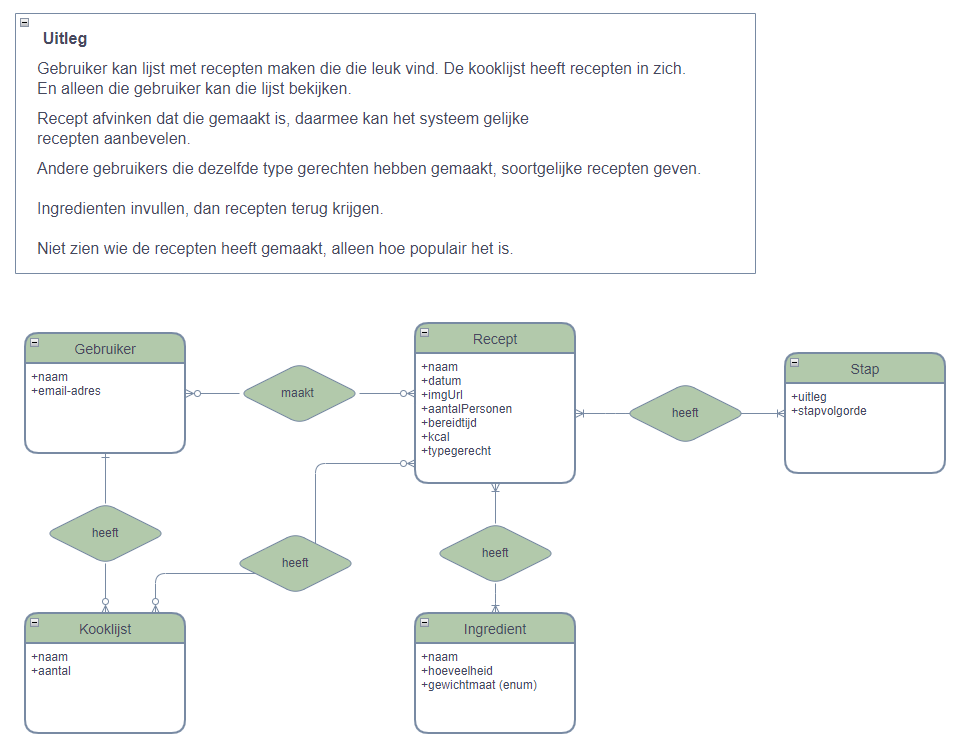 Uitleg
Gebruiker kan lijst met recepten maken die die leuk vind. De kooklijst heeft recepten in zich.
En alleen die gebruiker kan die lijst bekijken.
Recept afvinken dat die gemaakt is, daarmee kan het systeem gelijke
recepten aanbevelen.
Andere gebruikers die dezelfde type gerechten hebben gemaakt, soortgelijke recepten geven.
Ingredienten invullen, dan recepten terug krijgen.
Niet zien wie de recepten heeft gemaakt, alleen hoe populair het is.
Gebruiker
+naam
+email-adres
maakt
Recept
+naam
+datum
+imgUrl
+aantalPersonen
+bereidtijd
+kcal
+typegerecht
heeft
Stap
+uitleg
+stapvolgorde
heeft
heeft
heeft
Kooklijst
+naam
+aantal
Ingredient
+naam
+hoeveelheid
+gewichtmaat (enum)